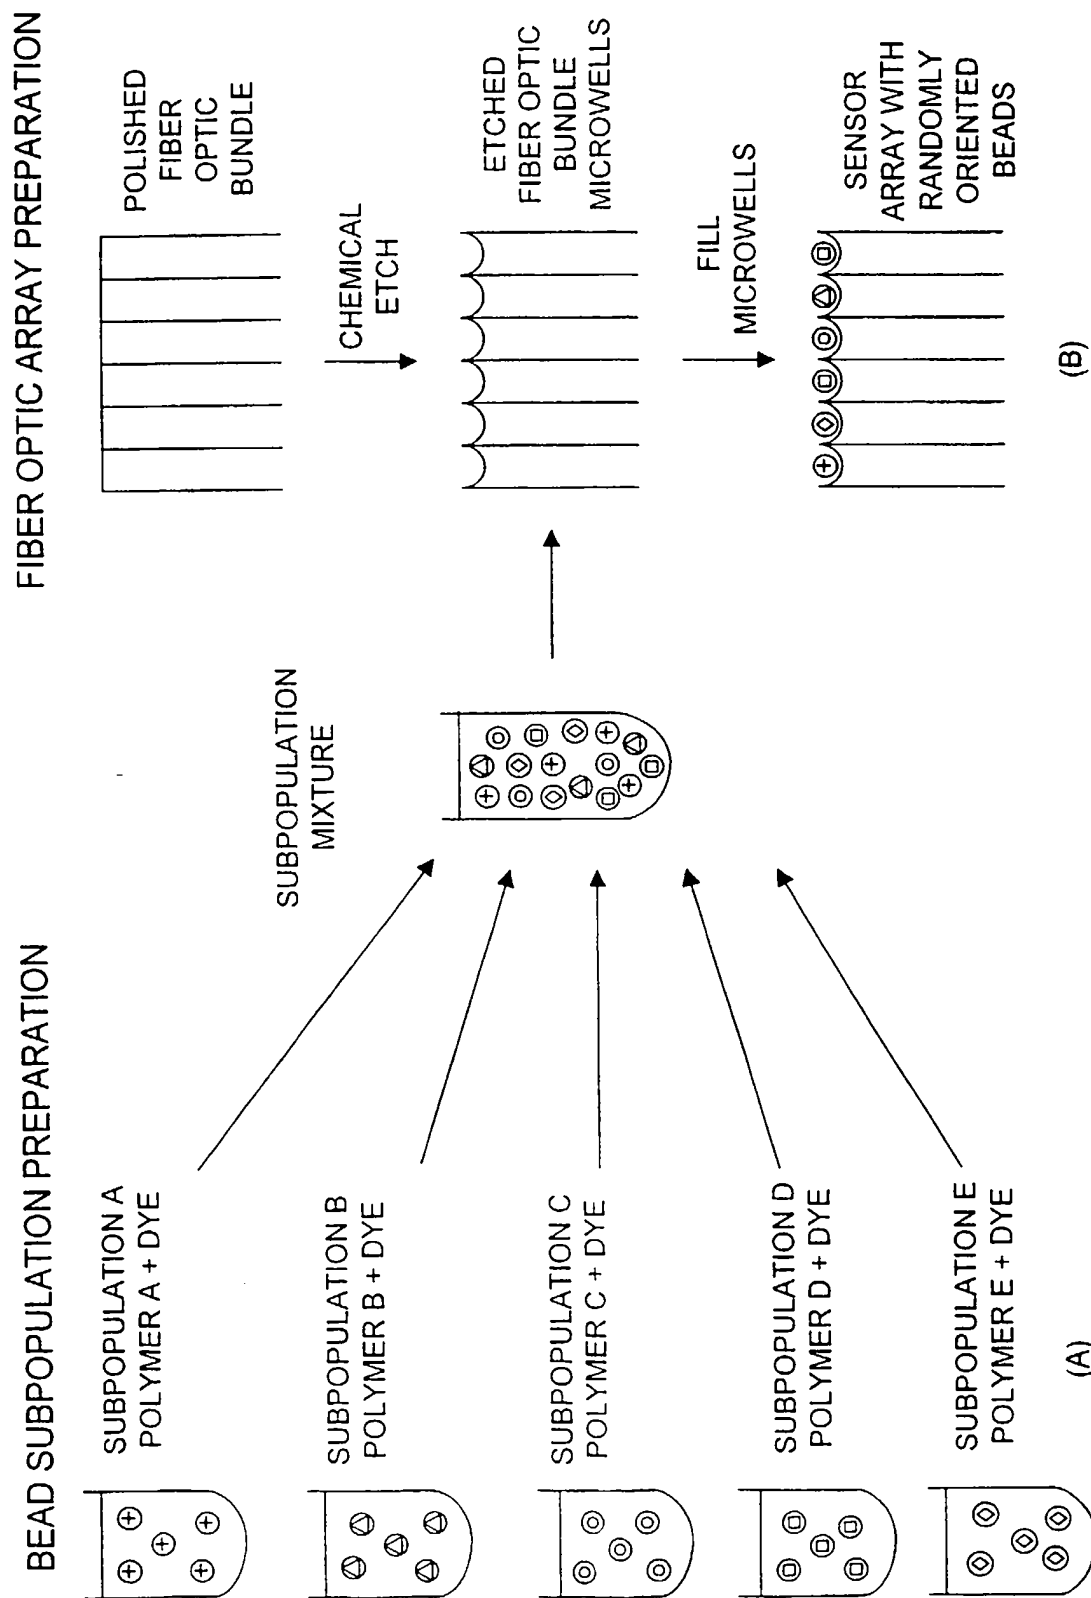 BEAD SUBPOPULATION PREPARATION
SUBPOPULATION A
POLYMER A + DYE
SUBPOPULATION B
POLYMER B + DYE
SUBPOPULATION C
POLYMER C + DYE
SUBPOPULATION D
POLYMER D + DYE
SUBPOPULATION E
POLYMER E + DYE
(A)
SUBPOPULATION
MIXTURE
FIBER OPTIC ARRAY PREPARATION
POLISHED
FIBER
OPTIC
BUNDLE
CHEMICAL
ETCH
ETCHED
FIBER OPTIC
BUNDLE
MICROWELLS
FILL
MICROWELLS
SENSOR
ARRAY WITH
RANDOMLY
ORIENTED
BEADS
(B)